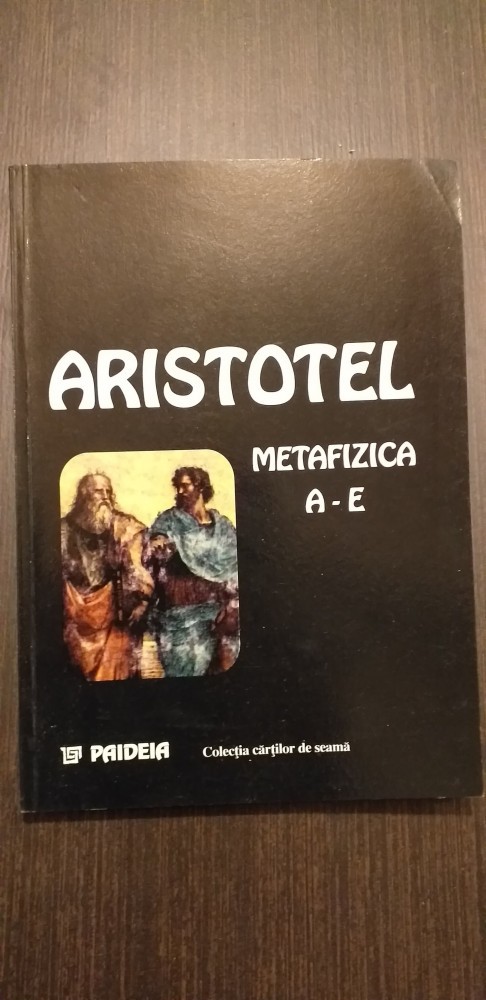 ARISTOTEL
METAFIZICA
A - E
PAIDEIA
Colecția cărților de seamă